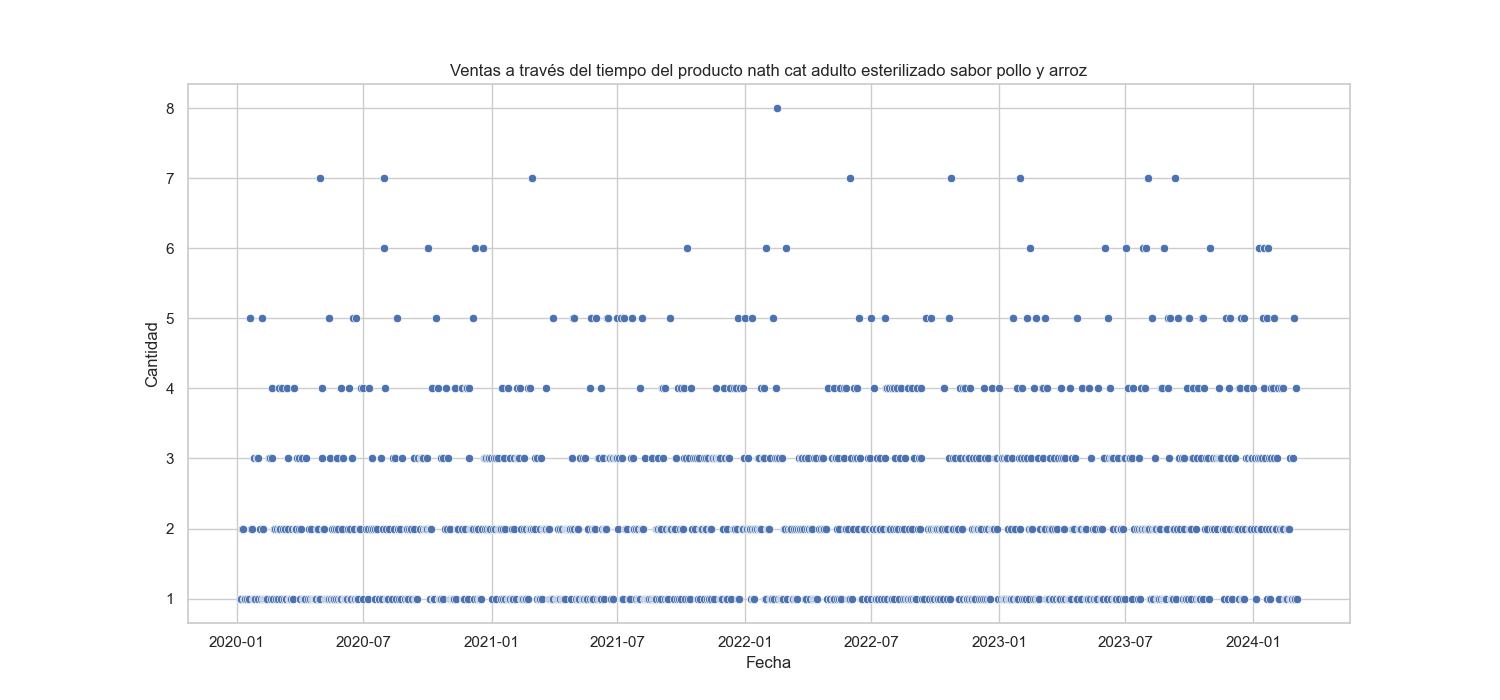 Ventas a través del tiempo del producto nath cat adulto esterilizado sabor pollo y arroz
8
7
6
5
4
3
2
1
Cantidad
2020-01 2020-07 2021-01 2021-07 2022-01 2022-07 2023-01 2023-07 2024-01
Fecha